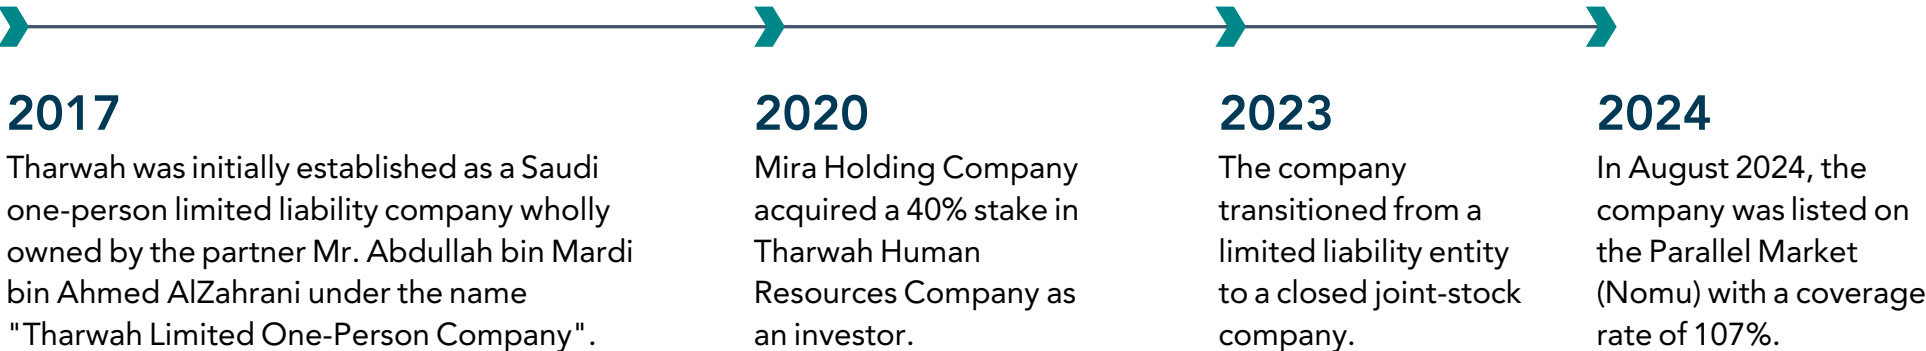 2017
Tharwah was initially established as a Saudi
one-person limited liability company wholly
owned by the partner Mr. Abdullah bin Mardi
bin Ahmed AlZahrani under the name
"Tharwah Limited One-Person Company".
2020
Mira Holding Company
acquired a 40% stake in
Tharwah Human
Resources Company as
an investor.
2023
The company
transitioned from a
limited liability entity
to a closed joint-stock
company.
2024
In August 2024, the
company was listed on
the Parallel Market
(Nomu) with a coverage
rate of 107%.